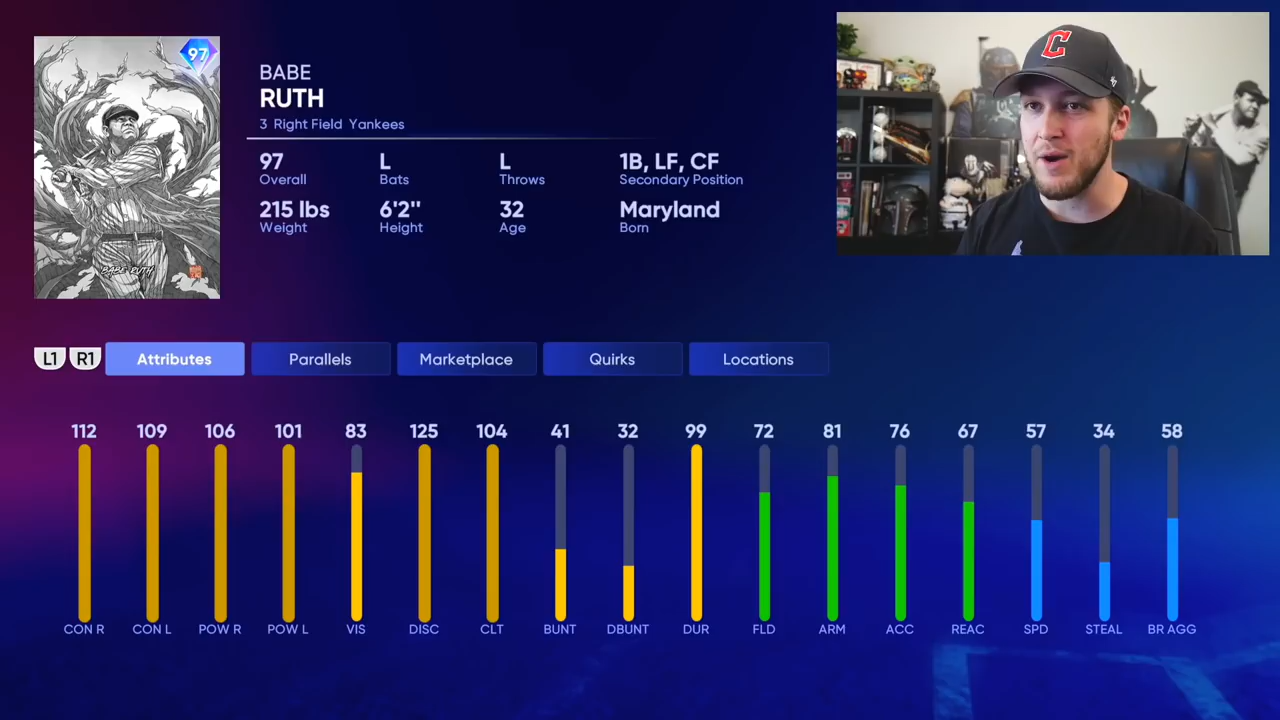 97
BABE RUTH
BABE
RUTH
3 Right Field Yankees
97
Overall
L
Bats
L
Throws
1B, LF, CF
Secondary Position
215 lbs
Weight
6'2''
Height
32
Age
Maryland
Born
C
L1 R1 Attributes Parallels Marketplace Quirks Locations
112 109 106 101 83 125 104 41 32 99 72 81 76 67 57 34 58
CON R CON L POW R POW L VIS DISC CLT BUNT DBUNT DUR FLD ARM ACC REAC SPD STEAL BR AGG